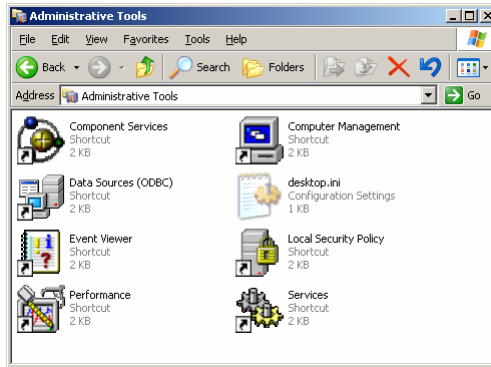 Administrative Tools
File Edit View Favorites Tools Help
Back Search Folders
Address Administrative Tools Go
Component Services
Shortcut
2 KB
Computer Management
Shortcut
2 KB
Data Sources (ODBC)
Shortcut
2 KB
desktop.ini
Configuration Settings
1 KB
Event Viewer
Shortcut
2 KB
Local Security Policy
Shortcut
2 KB
Performance
Shortcut
2 KB
Services
Shortcut
2 KB